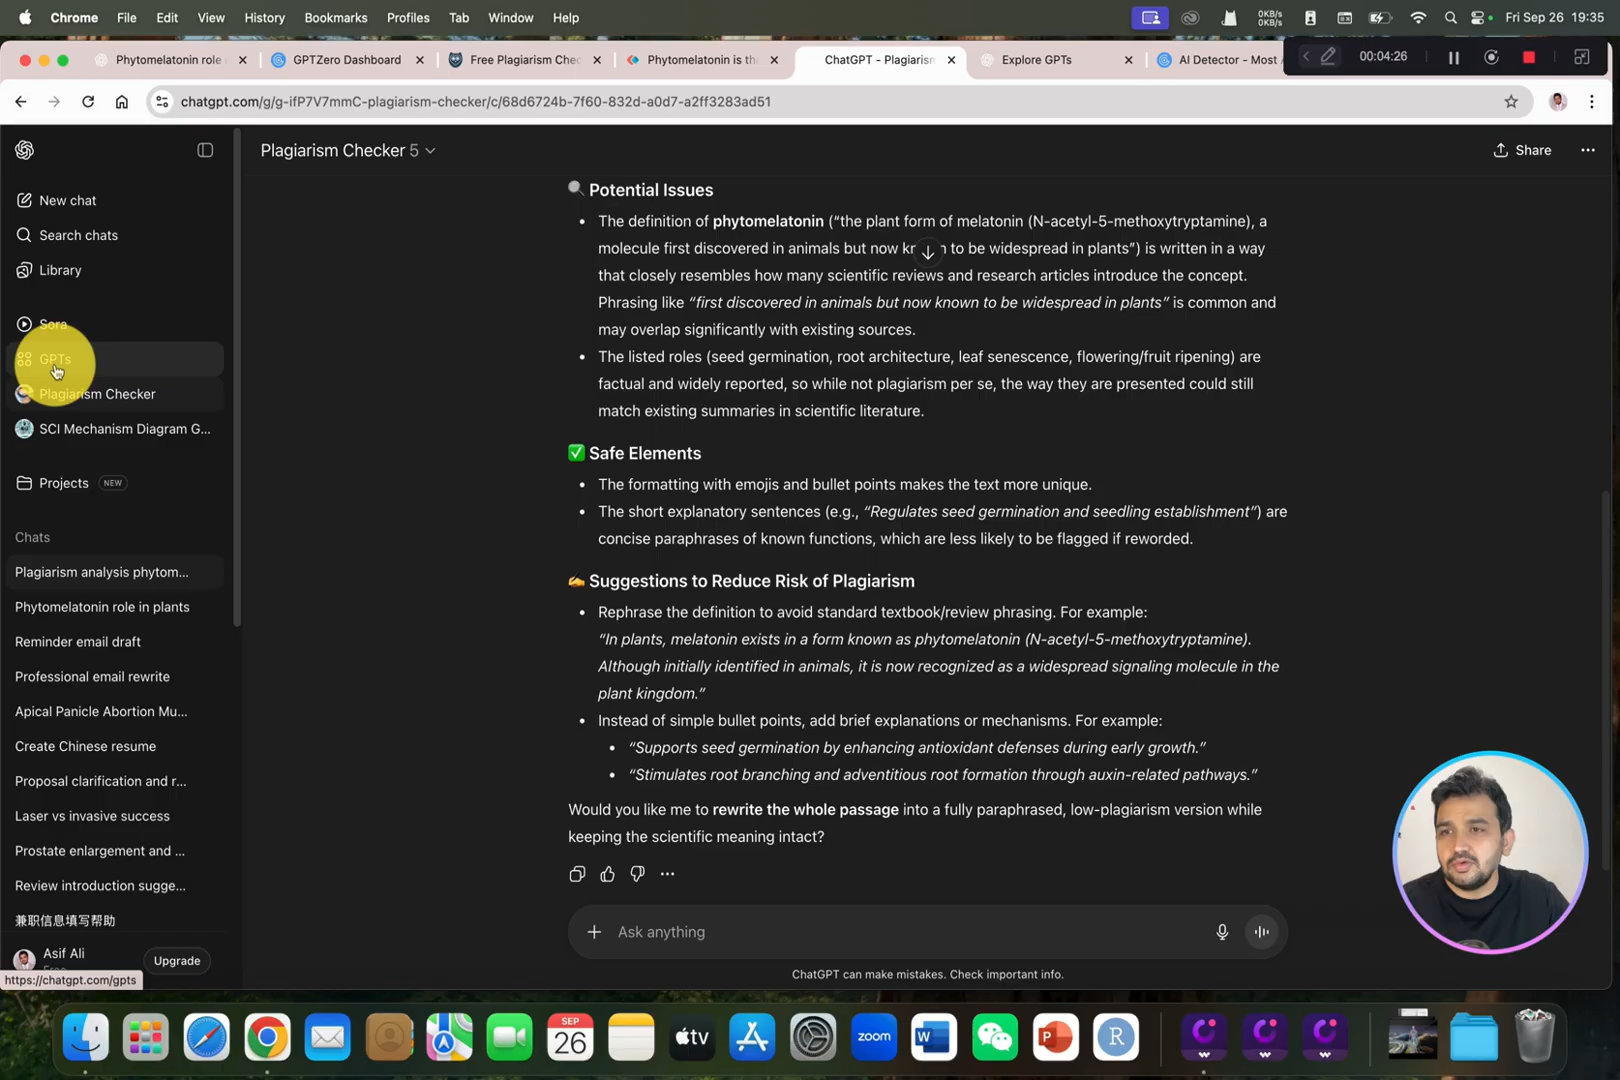 Chrome File Edit View History Bookmarks Profiles Tab Window Help
0KB/s
0KB/s
Fri Sep 26 19:35
Phytomelatonin role i
GPTZero Dashboard
Free Plagiarism Che
Phytomelatonin is th
ChatGPT - Plagiarism
Explore GPTs
AI Detector - Most
00:04:26
chatgpt.com/g/g-ifP7V7mmC-plagiarism-checker/c/68d6724b-7f60-832d-a0d7-a2ff3283ad51
Plagiarism Checker 5
Share
New chat
Search chats
Library
Sora
GPTs
Plagiarism Checker
SCI Mechanism Diagram G...
Projects NEW
Chats
Plagiarism analysis phytom...
Phytomelatonin role in plants
Reminder email draft
Professional email rewrite
Apical Panicle Abortion Mu...
Create Chinese resume
Proposal clarification and r...
Laser vs invasive success
Prostate enlargement and ...
Review introduction sugge...
兼职信息填写帮助
Asif Ali
Upgrade
https://chatgpt.com/gpts
Potential Issues
The definition of phytomelatonin (“the plant form of melatonin (N-acetyl-5-methoxytryptamine), a
molecule first discovered in animals but now kn n to be widespread in plants”) is written in a way
that closely resembles how many scientific reviews and research articles introduce the concept.
Phrasing like “first discovered in animals but now known to be widespread in plants” is common and
may overlap significantly with existing sources.
The listed roles (seed germination, root architecture, leaf senescence, flowering/fruit ripening) are
factual and widely reported, so while not plagiarism per se, the way they are presented could still
match existing summaries in scientific literature.
Safe Elements
The formatting with emojis and bullet points makes the text more unique.
The short explanatory sentences (e.g., “Regulates seed germination and seedling establishment”) are
concise paraphrases of known functions, which are less likely to be flagged if reworded.
Suggestions to Reduce Risk of Plagiarism
Rephrase the definition to avoid standard textbook/review phrasing. For example:
“In plants, melatonin exists in a form known as phytomelatonin (N-acetyl-5-methoxytryptamine).
Although initially identified in animals, it is now recognized as a widespread signaling molecule in the
plant kingdom.”
Instead of simple bullet points, add brief explanations or mechanisms. For example:
“Supports seed germination by enhancing antioxidant defenses during early growth.”
“Stimulates root branching and adventitious root formation through auxin-related pathways.”
Would you like me to rewrite the whole passage into a fully paraphrased, low-plagiarism version while
keeping the scientific meaning intact?
Ask anything
ChatGPT can make mistakes. Check important info.
SEP
26
tv
zoom
W
P
R